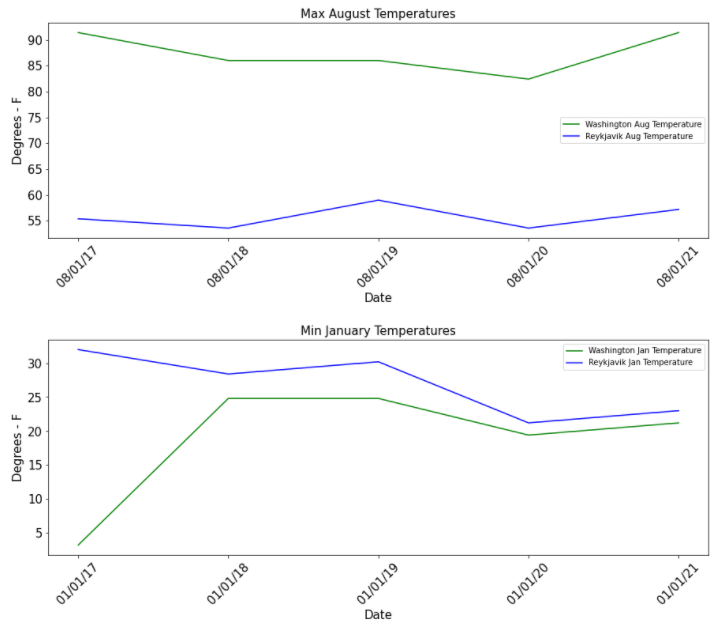 Max August Temperatures
Degrees - F
90
85
80
75
70
65
60
55
Washington Aug Temperature
Reykjavik Aug Temperature
08/01/17
08/01/18
08/01/19
08/01/20
08/01/21
Date
Min January Temperatures
Degrees - F
30
25
20
15
10
5
Washington Jan Temperature
Reykjavik Jan Temperature
01/01/17
01/01/18
01/01/19
01/01/20
01/01/21
Date